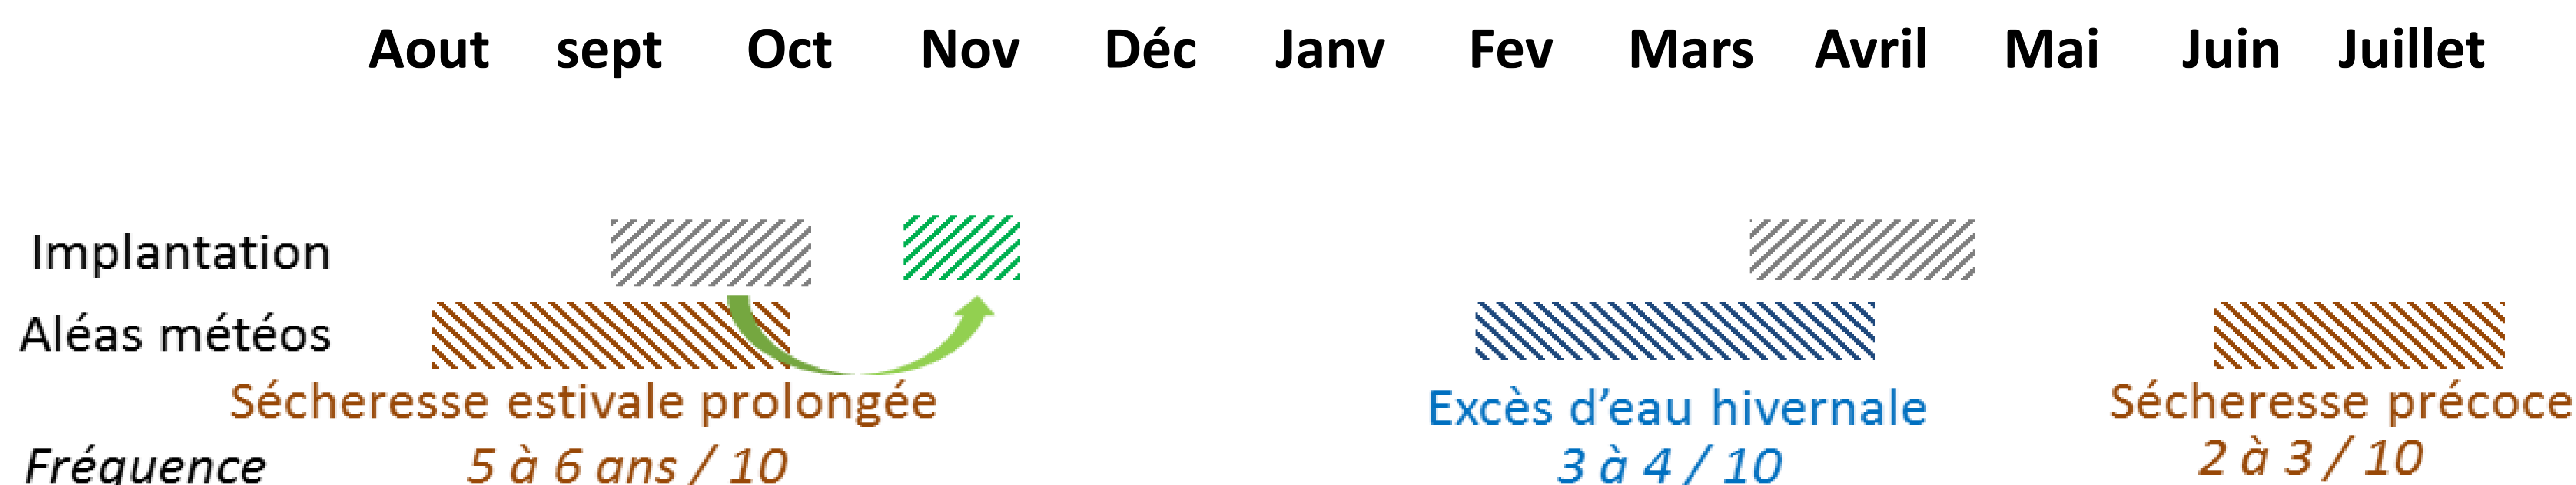 Aout sept Oct Nov Déc Janv Fev Mars Avril Mai Juin Juillet
Implantation
Aléas météos
Sécheresse estivale prolongée Excès d’eau hivernale Sécheresse précoce
Fréquence 5 à 6 ans / 10 3 à 4 / 10 2 à 3 / 10